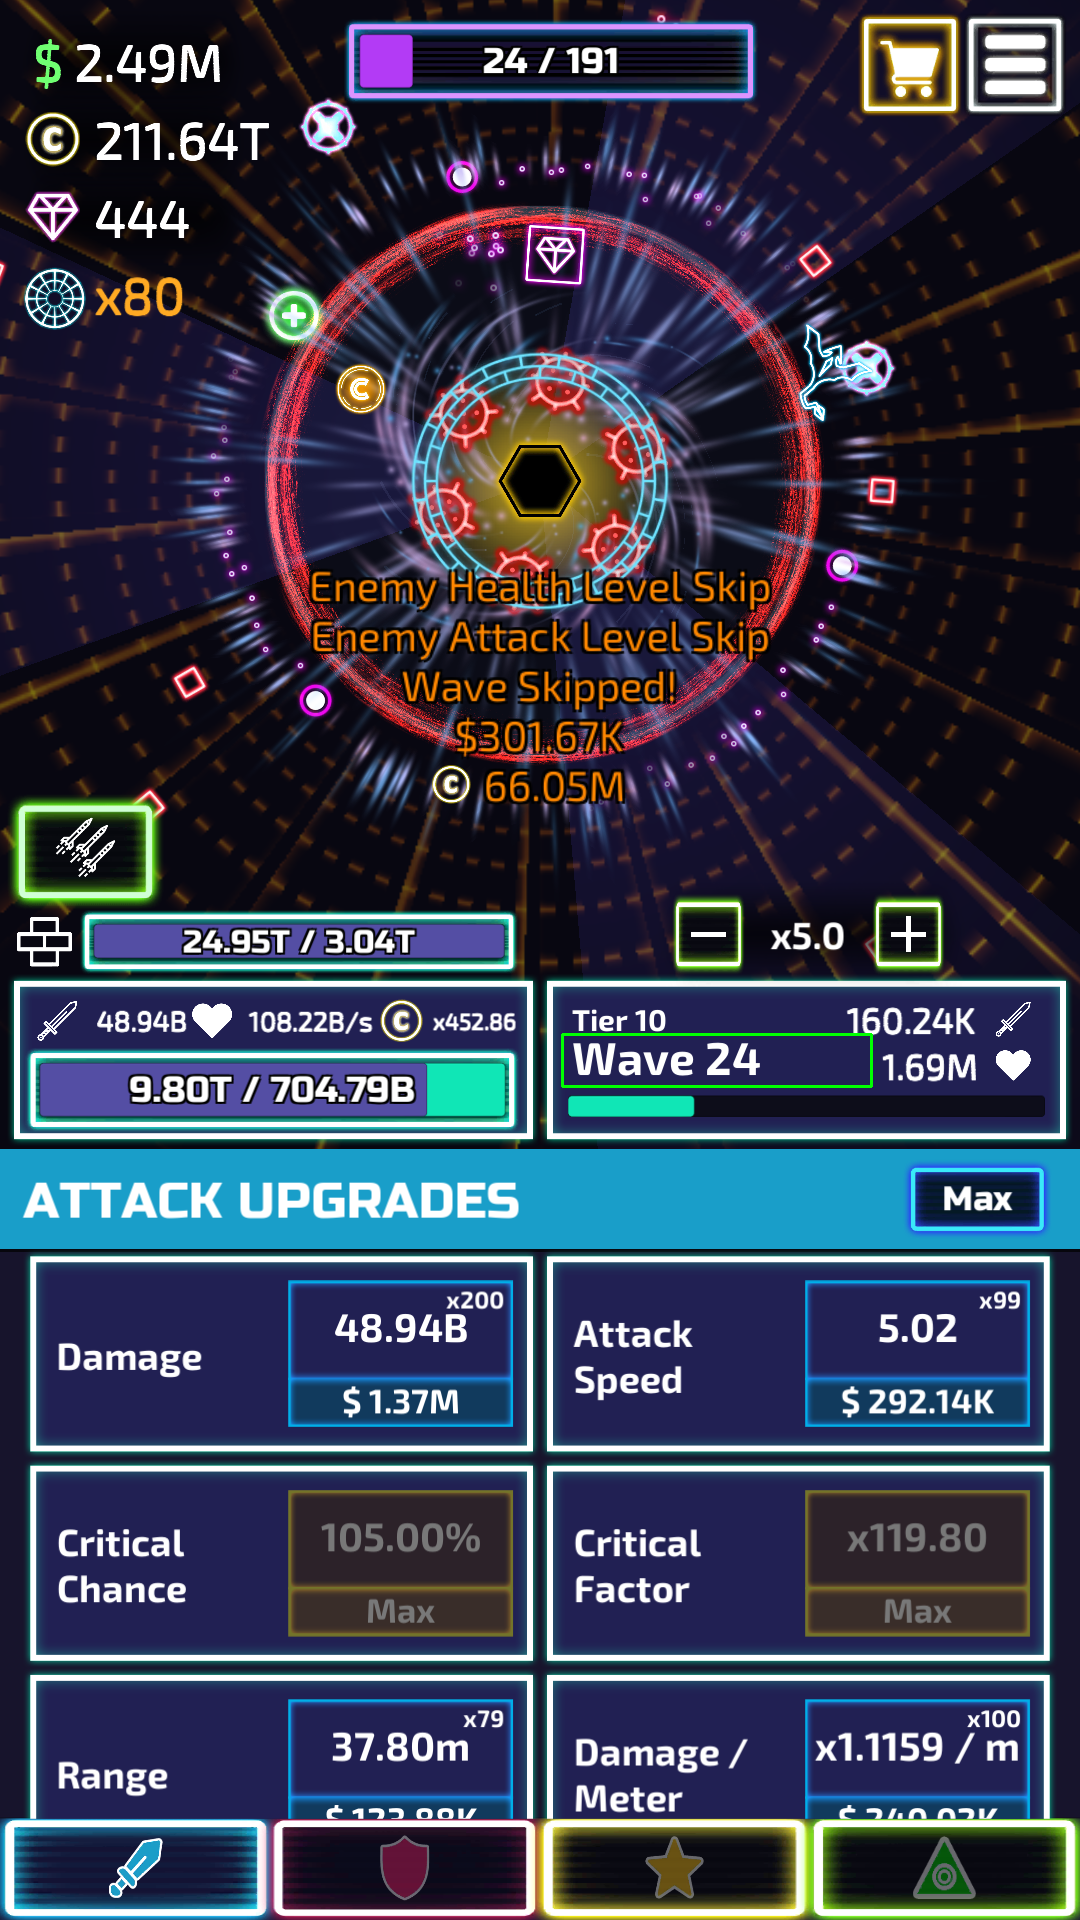 $ 2.49M
24 / 191
C 211.64T
444
x80
C
Enemy Health Level Skip
Enemy Attack Level Skip
Wave Skipped!
$301.67K
C 66.05M
24.95T / 3.04T
x5.0
48.94B 108.22B/s C x452.86
9.80T / 704.79B
Tier 10 160.24K
Wave 24 1.69M
ATTACK UPGRADES
Max
Damage
x200
48.94B
$ 1.37M
Attack
Speed
x99
5.02
$ 292.14K
Critical
Chance
105.00%
Max
Critical
Factor
x119.80
Max
Range
x79
37.80m
$ 123.88K
Damage /
Meter
x100
x1.1159 / m